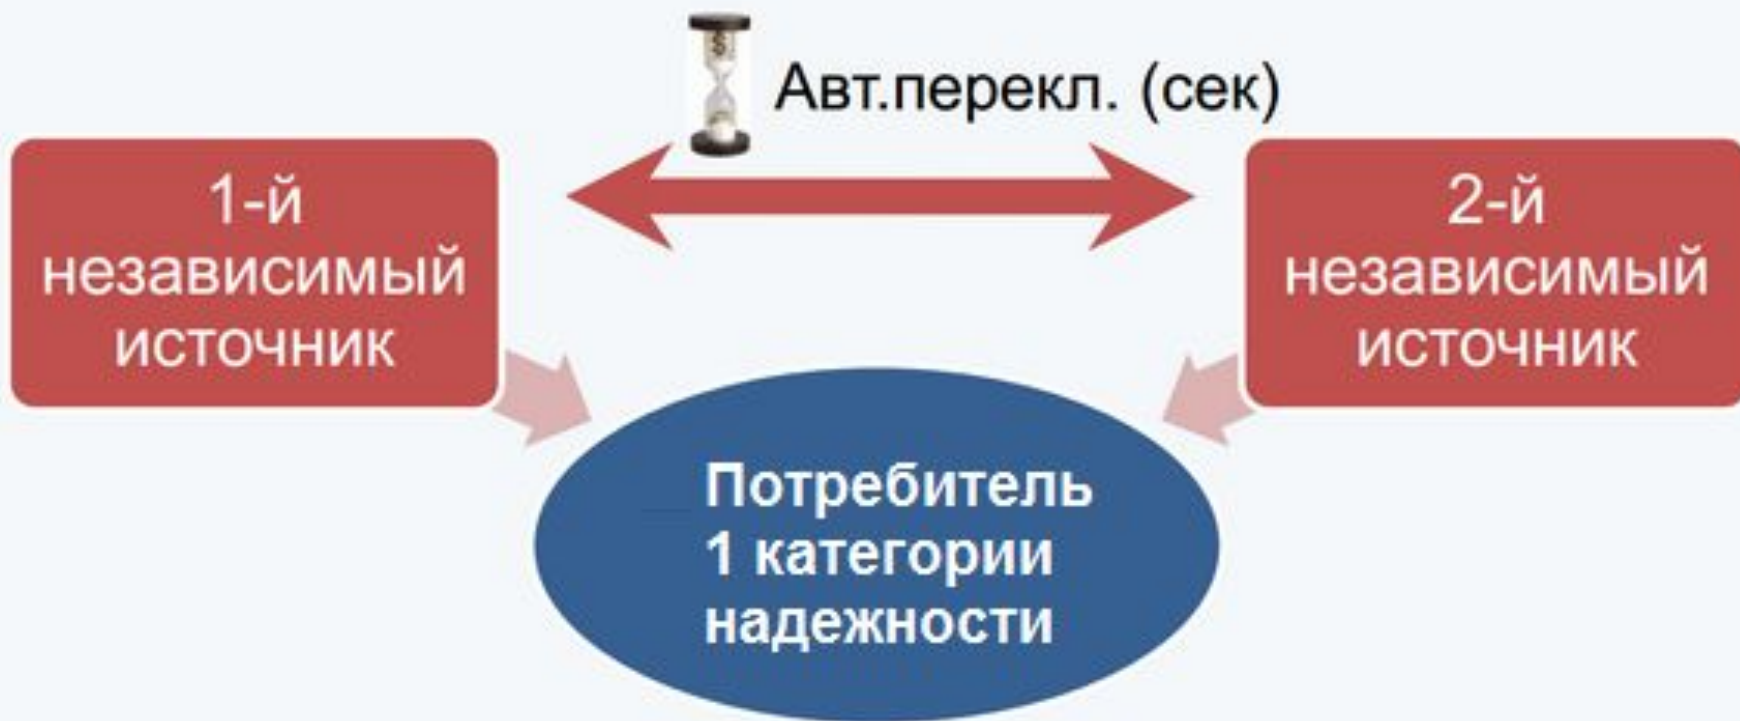 Авт.перекл. (сек)
1-й
независимый
источник
2-й
независимый
источник
Потребитель
1 категории
надежности